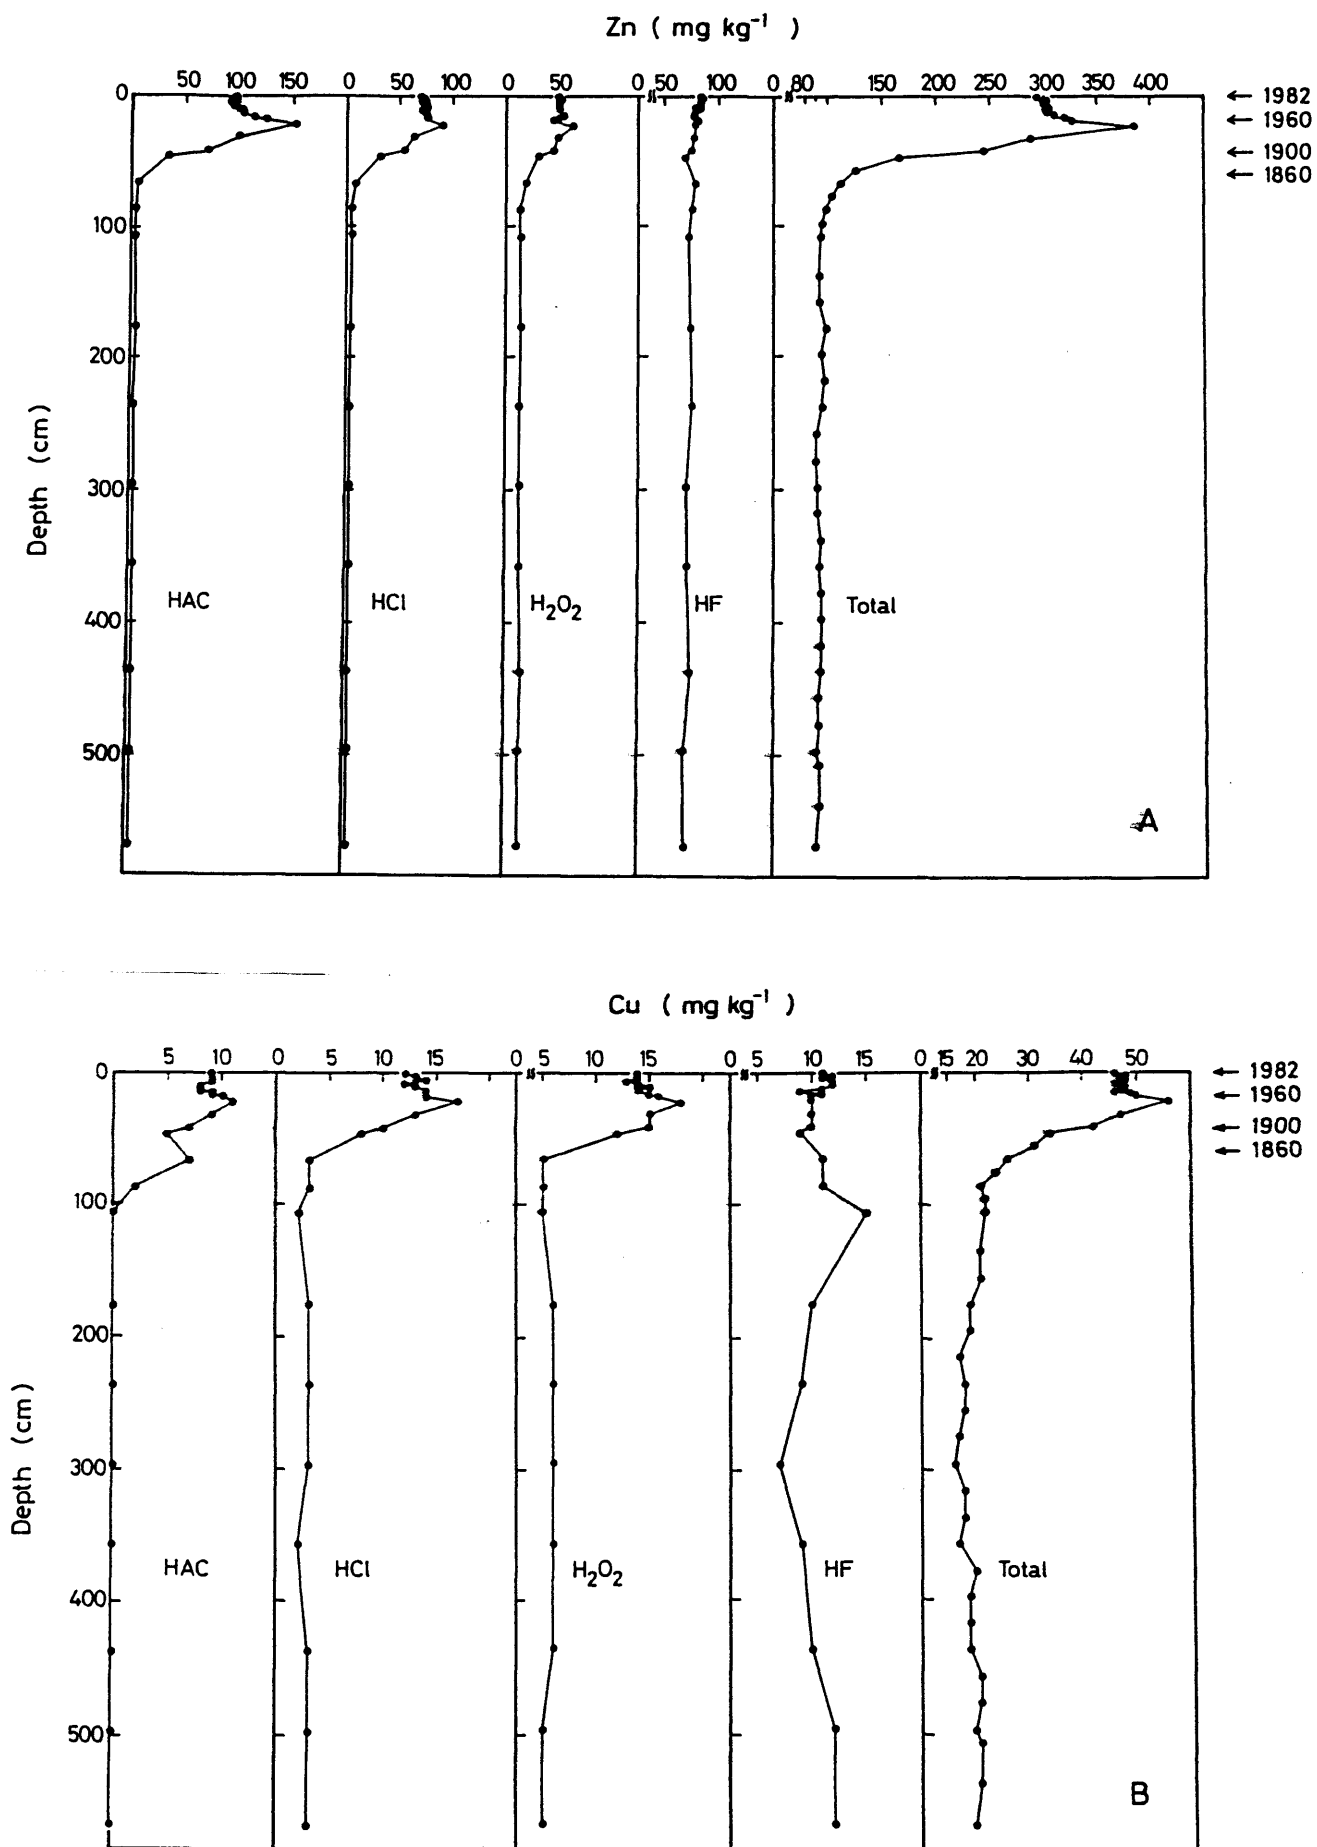 Zn ( mg kg⁻¹ )
50 100 150 0 50 100 0 50 50 100 0 80 150 200 250 300 350 400
0
← 1982
← 1960
← 1900
← 1860
100
200
300
400
500
Depth (cm)
HAC HCl H₂O₂ HF Total
A
Cu ( mg kg⁻¹ )
5 10 0 5 10 15 0 5 10 15 0 5 10 15 0 15 20 30 40 50
0
← 1982
← 1960
← 1900
← 1860
100
200
300
400
500
Depth (cm)
HAC HCl H₂O₂ HF Total
B